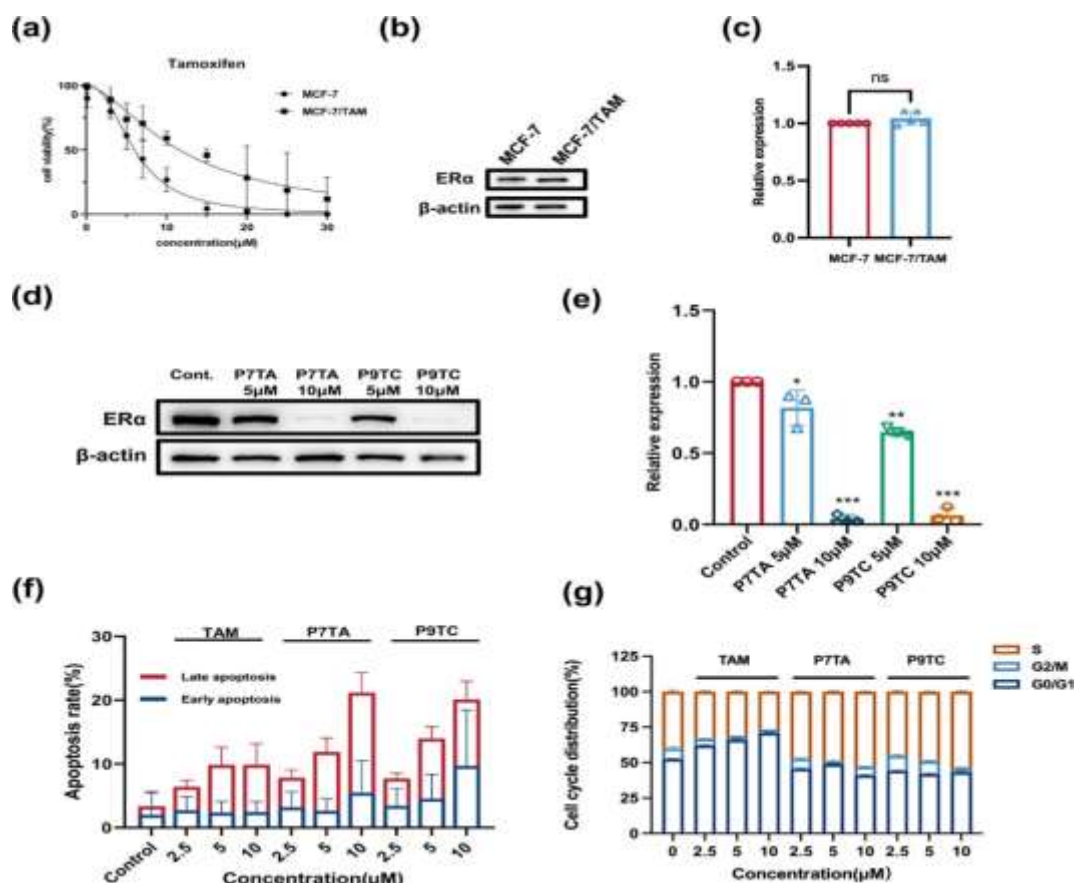 (a)
Tamoxifen
cell viability(%)
100
50
0
0 10 20 30
concentration(μM)
MCF-7
MCF-7/TAM
(b)
MCF-7 MCF-7/TAM
ERα
β-actin
(c)
Relative expression
1.5
1.0
0.5
0.0
ns
MCF-7 MCF-7/TAM
(d)
Cont. P7TA 5μM P7TA 10μM P9TC 5μM P9TC 10μM
ERα
β-actin
(e)
Relative expression
1.5
1.0
0.5
0.0
*
***
**
***
Control P7TA 5μM P7TA 10μM P9TC 5μM P9TC 10μM
(f)
TAM P7TA P9TC
Apoptosis rate(%)
30
20
10
0
Late apoptosis
Early apoptosis
Control 2.5 5 10 2.5 5 10 2.5 5 10
Concentration(μM)
(g)
TAM P7TA P9TC
Cell cycle distribution(%)
125
100
75
50
25
0
0 2.5 5 10 2.5 5 10 2.5 5 10
Concentration(μM)
S
G2/M
G0/G1